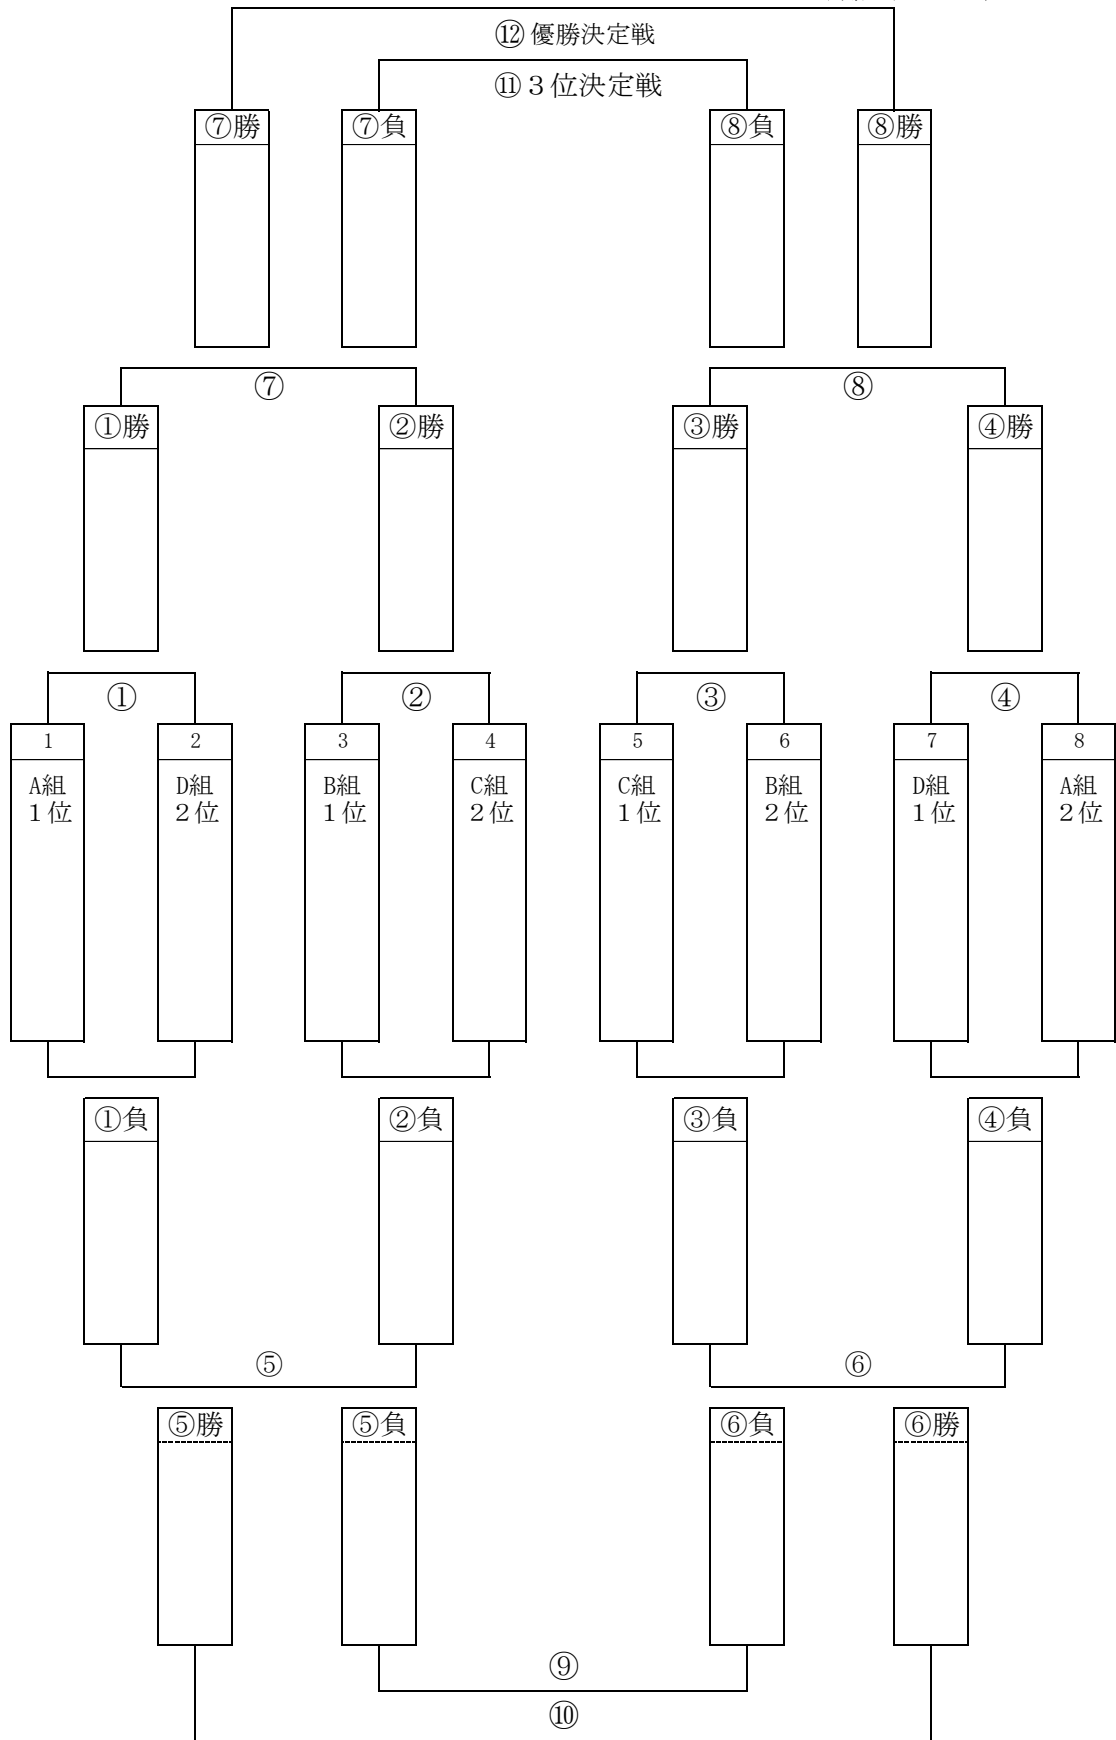 ⑫優勝決定戦
⑪３位決定戦
⑦勝 ⑦負 ⑧負 ⑧勝
⑦ ⑧
①勝 ②勝 ③勝 ④勝
① ② ③ ④
1 2 3 4 5 6 7 8
A組 D組 B組 C組 C組 B組 D組 A組
１位 ２位 １位 ２位 １位 ２位 １位 ２位
①負 ②負 ③負 ④負
⑤ ⑥
⑤勝 ⑤負 ⑥負 ⑥勝
⑨
⑩